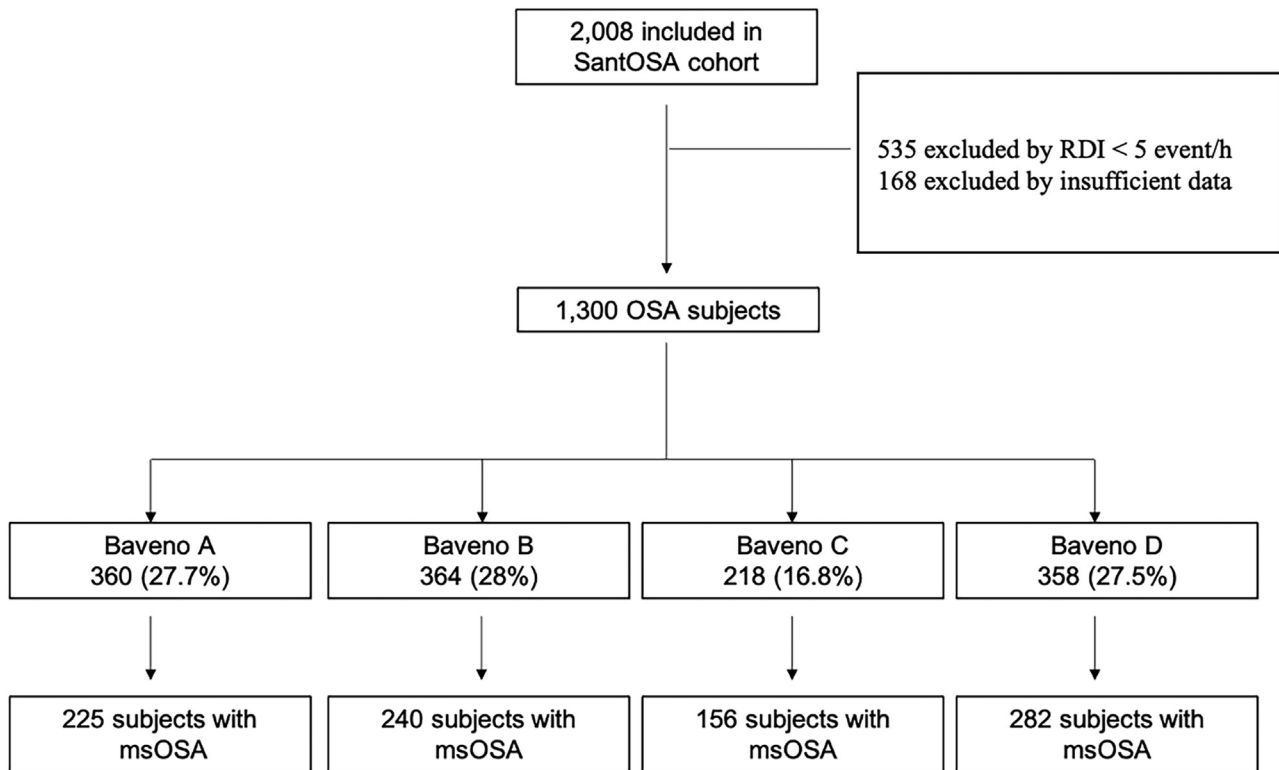 2,008 included in
SantOSA cohort
535 excluded by RDI < 5 event/h
168 excluded by insufficient data
1,300 OSA subjects
Baveno A
360 (27.7%)
Baveno B
364 (28%)
Baveno C
218 (16.8%)
Baveno D
358 (27.5%)
225 subjects with
msOSA
240 subjects with
msOSA
156 subjects with
msOSA
282 subjects with
msOSA